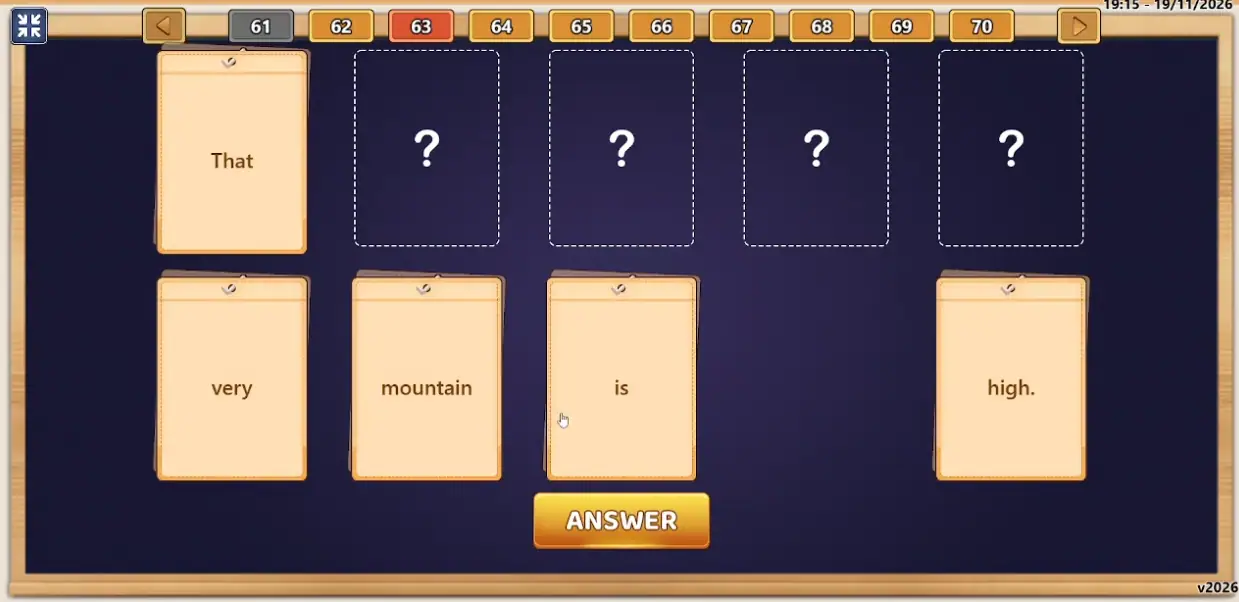 19:15 - 19/11/2026
61 62 63 64 65 66 67 68 69 70
That ? ? ? ?
very mountain is high.
ANSWER
v2026